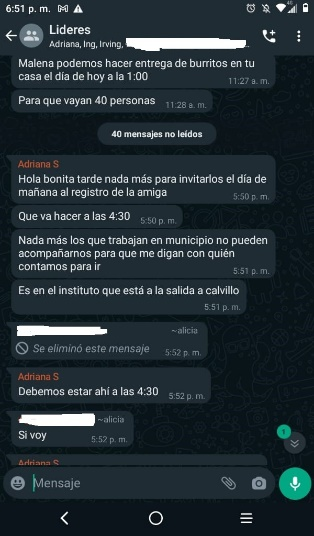 6:51 p. m.
Lideres
Adriana, Ing, Irving,
Malena podemos hacer entrega de burritos en tu
casa el día de hoy a la 1:00
11:27 a. m.
Para que vayan 40 personas
11:28 a. m.
40 mensajes no leídos
Adriana S
Hola bonita tarde nada más para invitarlos el día de
mañana al registro de la amiga
5:50 p. m.
Que va hacer a las 4:30
5:50 p. m.
Nada más los que trabajan en municipio no pueden
acompañarnos para que me digan con quién
contamos para ir
5:51 p. m.
Es en el instituto que está a la salida a calvillo
5:51 p. m.
~alicia
Se eliminó este mensaje
5:52 p. m.
Adriana S
Debemos estar ahí a las 4:30
5:52 p. m.
~alicia
Si voy
5:52 p. m.
1
Adriana S
Mensaje